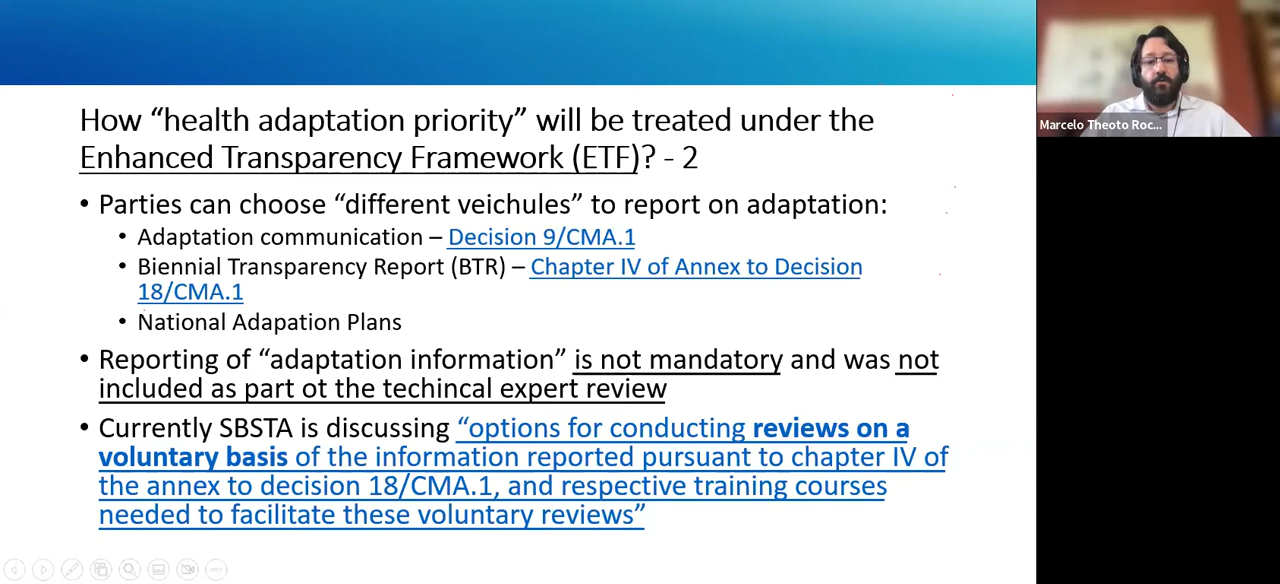 How “health adaptation priority” will be treated under the
Enhanced Transparency Framework (ETF)? - 2
• Parties can choose “different veichules” to report on adaptation:
• Adaptation communication – Decision 9/CMA.1
• Biennial Transparency Report (BTR) – Chapter IV of Annex to Decision
18/CMA.1
• National Adapation Plans
• Reporting of “adaptation information” is not mandatory and was not
included as part ot the techincal expert review
• Currently SBSTA is discussing “options for conducting reviews on a
voluntary basis of the information reported pursuant to chapter IV of
the annex to decision 18/CMA.1, and respective training courses
needed to facilitate these voluntary reviews”
Marcelo Theoto Roc...